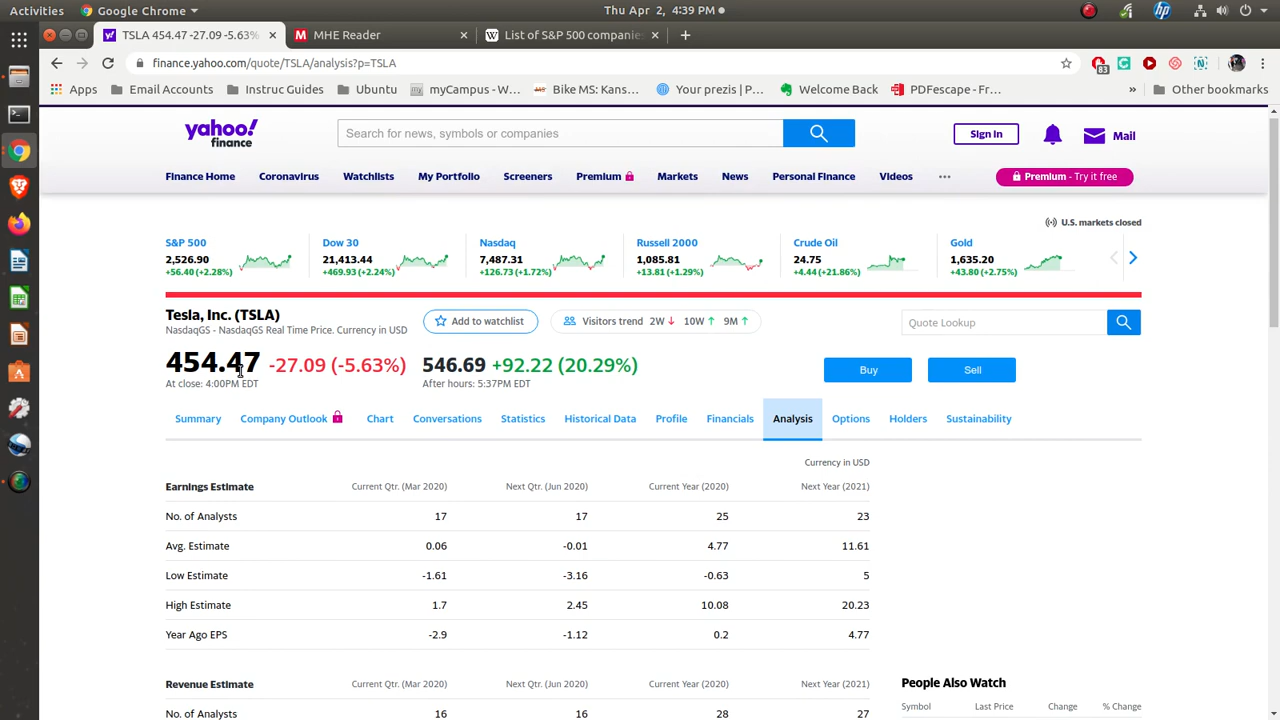 Activities Google Chrome Thu Apr 2, 4:39 PM
TSLA 454.47 -27.09 -5.63% MHE Reader List of S&P 500 companie
finance.yahoo.com/quote/TSLA/analysis?p=TSLA
83
Apps Email Accounts Instruc Guides Ubuntu myCampus - W... Bike MS: Kans... Your prezis | P... Welcome Back PDFescape - Fr... » Other bookmarks
yahoo! finance Search for news, symbols or companies Sign in Mail
Finance Home Coronavirus Watchlists My Portfolio Screeners Premium Markets News Personal Finance Videos ... Premium - Try it free
U.S. markets closed
S&P 500 Dow 30 Nasdaq Russell 2000 Crude Oil Gold
2,526.90 21,413.44 7,487.31 1,085.81 24.75 1,635.20
+56.40 (+2.28%) +469.93 (+2.24%) +126.73 (+1.72%) +13.81 (+1.29%) +4.44 (+21.86%) +43.80 (+2.75%)
Tesla, Inc. (TSLA)
NasdaqGS - NasdaqGS Real Time Price. Currency in USD
Add to watchlist Visitors trend 2W ↓ 10W ↑ 9M ↑ Quote Lookup
454.47 -27.09 (-5.63%) 546.69 +92.22 (20.29%) Buy Sell
At close: 4:00PM EDT After hours: 5:37PM EDT
Summary Company Outlook Chart Conversations Statistics Historical Data Profile Financials Analysis Options Holders Sustainability
Currency in USD
Earnings Estimate Current Qtr. (Mar 2020) Next Qtr. (Jun 2020) Current Year (2020) Next Year (2021)
No. of Analysts 17 17 25 23
Avg. Estimate 0.06 -0.01 4.77 11.61
Low Estimate -1.61 -3.16 -0.63 5
High Estimate 1.7 2.45 10.08 20.23
Year Ago EPS -2.9 -1.12 0.2 4.77
Revenue Estimate Current Qtr. (Mar 2020) Next Qtr. (Jun 2020) Current Year (2020) Next Year (2021)
No. of Analysts 16 16 28 27
People Also Watch
Symbol Last Price Change % Change